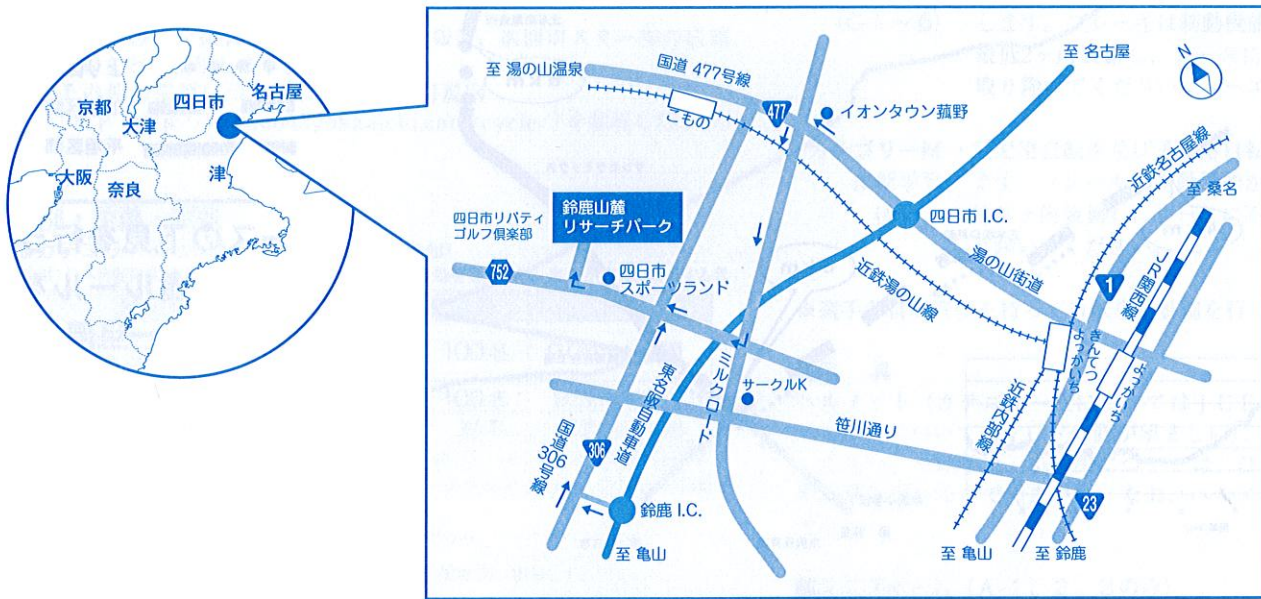 京都
大津
四日市
名古屋
大阪
奈良
津
至 湯の山温泉
国道 477号線
至 名古屋
N
こもの
477
イオンタウン菰野
近鉄名古屋線
至 桑名
四日市リバティ
ゴルフ倶楽部
鈴鹿山麓
リサーチパーク
四日市 I.C.
752
四日市
スポーツランド
近鉄湯の山線
湯の山街道
1
JR関西線
きんてつ
よっかいち
よっかいち
東名阪自動車道
ミルクロード
サークルK
笹川通り
近鉄内部線
国道306号線
306
鈴鹿 I.C.
23
至 亀山
至 亀山
至 鈴鹿